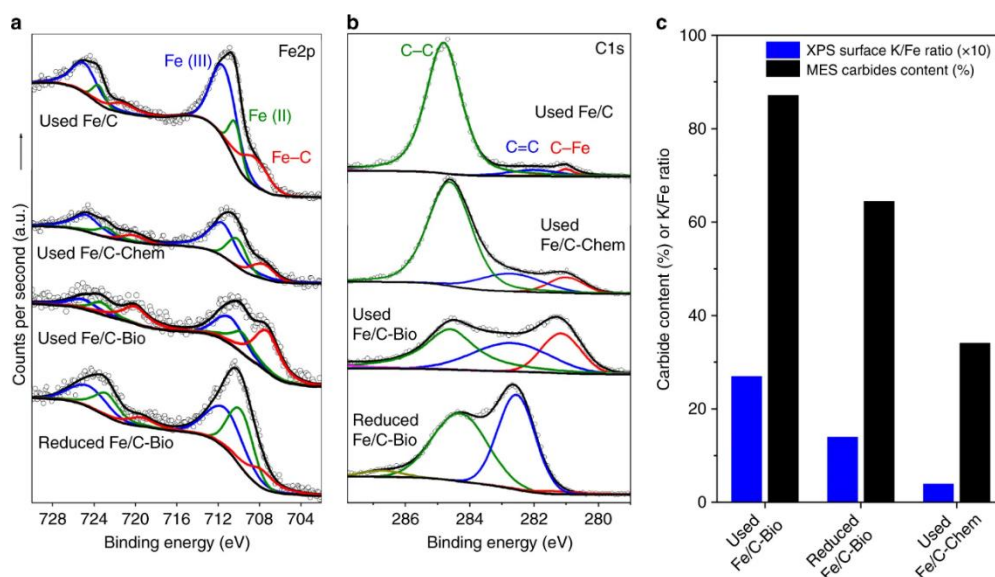 a
Fe2p
Fe (III)
Fe (II)
Fe–C
Used Fe/C
Used Fe/C-Chem
Used Fe/C-Bio
Reduced Fe/C-Bio
Counts per second (a.u.)
728 724 720 716 712 708 704
Binding energy (eV)
b
C1s
C–C
Used Fe/C
C=C
C–Fe
Used
Fe/C-Chem
Used
Fe/C-Bio
Reduced
Fe/C-Bio
286 284 282 280
Binding energy (eV)
c
XPS surface K/Fe ratio (×10)
MES carbides content (%)
Carbide content (%) or K/Fe ratio
100
80
60
40
20
0
Used
Fe/C-Bio
Reduced
Fe/C-Bio
Used
Fe/C-Chem